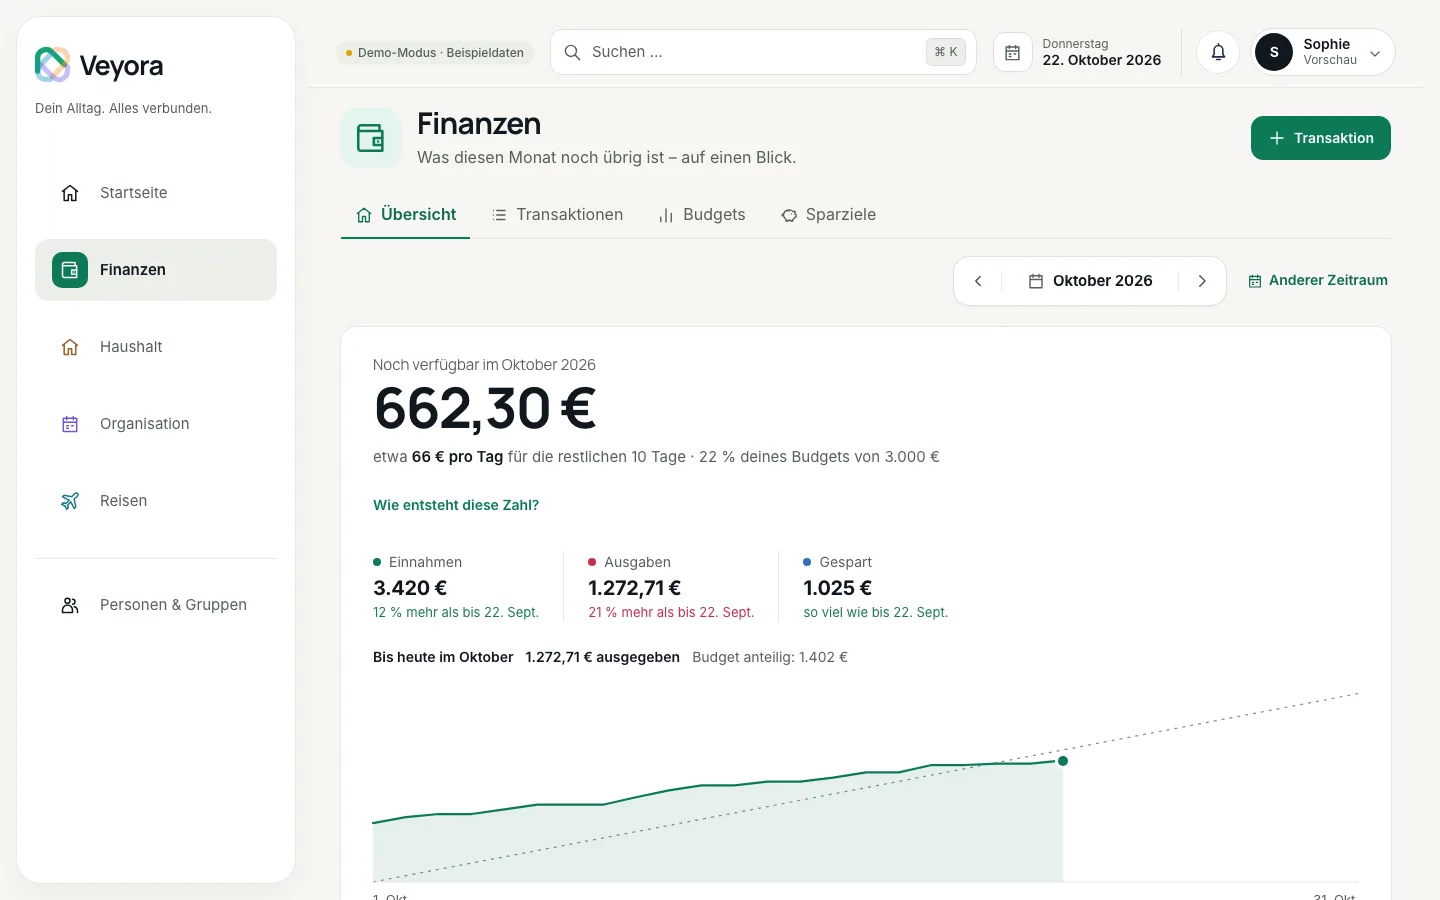 Veyora
Dein Alltag. Alles verbunden.
Startseite
Finanzen
Haushalt
Organisation
Reisen
Personen & Gruppen
Demo-Modus · Beispieldaten
Suchen ...
⌘ K
Donnerstag
22. Oktober 2026
S
Sophie
Vorschau
Finanzen
Was diesen Monat noch übrig ist – auf einen Blick.
Transaktion
Übersicht
Transaktionen
Budgets
Sparziele
Oktober 2026
Anderer Zeitraum
Noch verfügbar im Oktober 2026
662,30 €
etwa 66 € pro Tag für die restlichen 10 Tage · 22 % deines Budgets von 3.000 €
Wie entsteht diese Zahl?
Einnahmen
3.420 €
12 % mehr als bis 22. Sept.
Ausgaben
1.272,71 €
21 % mehr als bis 22. Sept.
Gespart
1.025 €
so viel wie bis 22. Sept.
Bis heute im Oktober 1.272,71 € ausgegeben Budget anteilig: 1.402 €
1. Okt.
31. Okt.